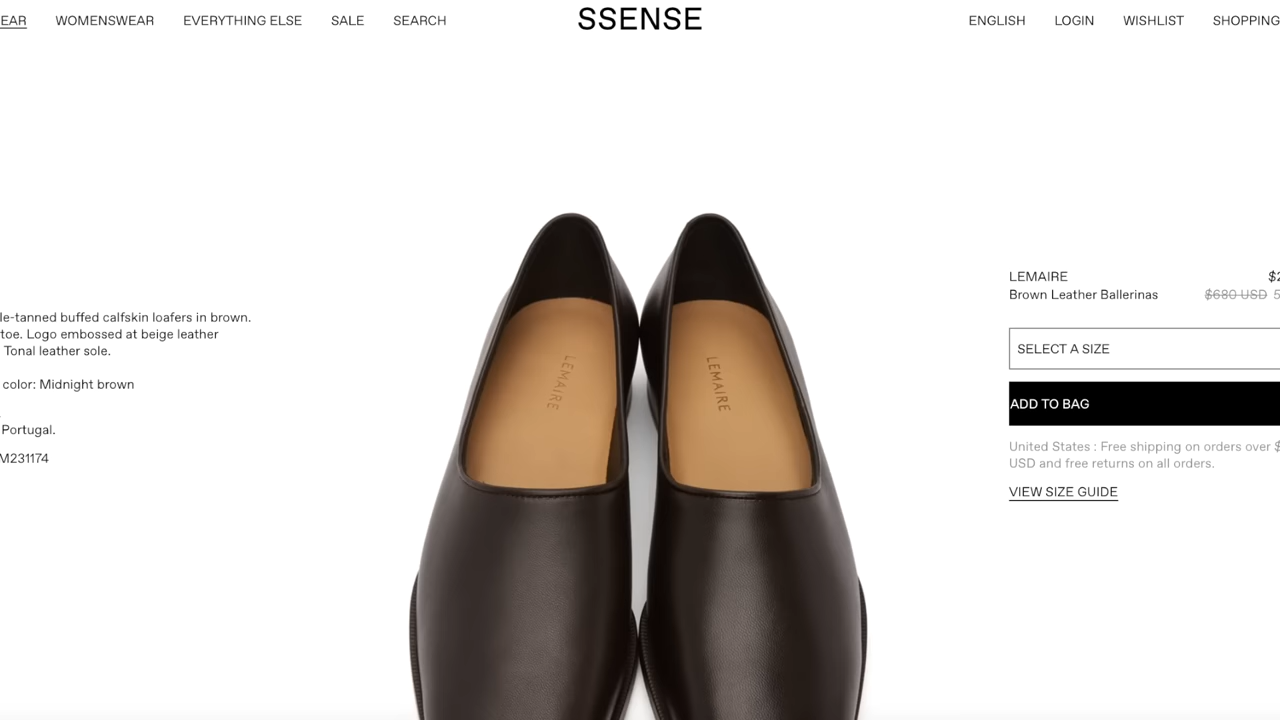 EAR WOMENSWEAR EVERYTHING ELSE SALE SEARCH SSENSE ENGLISH LOGIN WISHLIST SHOPPING
le-tanned buffed calfskin loafers in brown.
toe. Logo embossed at beige leather
Tonal leather sole.
color: Midnight brown
Portugal.
M231174
LEMAIRE
LEMAIRE
LEMAIRE $2
Brown Leather Ballerinas $680 USD 5
SELECT A SIZE
ADD TO BAG
United States : Free shipping on orders over $
USD and free returns on all orders.
VIEW SIZE GUIDE